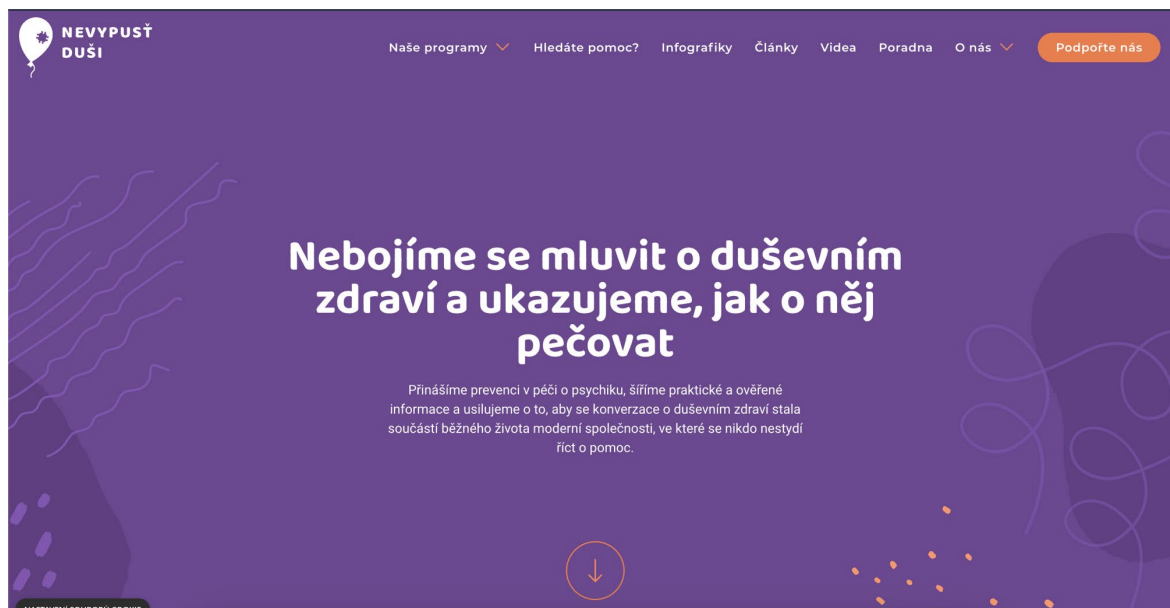 NEVYPUSŤ
DUŠI
Naše programy Hledáte pomoc? Infografiky Články Videa Poradna O nás Podpořte nás
Nebojíme se mluvit o duševním
zdraví a ukazujeme, jak o něj
pečovat
Přinášíme prevenci v péči o psychiku, šíříme praktické a ověřené
informace a usilujeme o to, aby se konverzace o duševním zdraví stala
součástí běžného života moderní společnosti, ve které se nikdo nestydí
říct o pomoc.